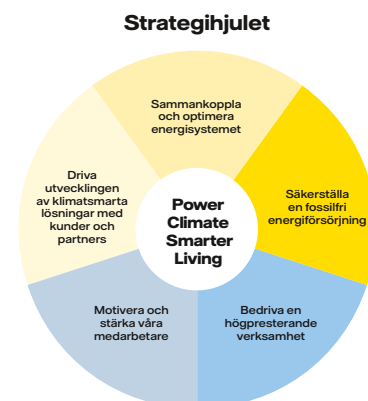 Strategihjulet
Sammankoppla
och optimera
energisystemet
Säkerställa
en fossilfri
energiförsörjning
Bedriva en
högpresterande
verksamhet
Motivera och
stärka våra
medarbetare
Driva
utvecklingen
av klimatsmarta
lösningar med
kunder och
partners
Power
Climate
Smarter
Living